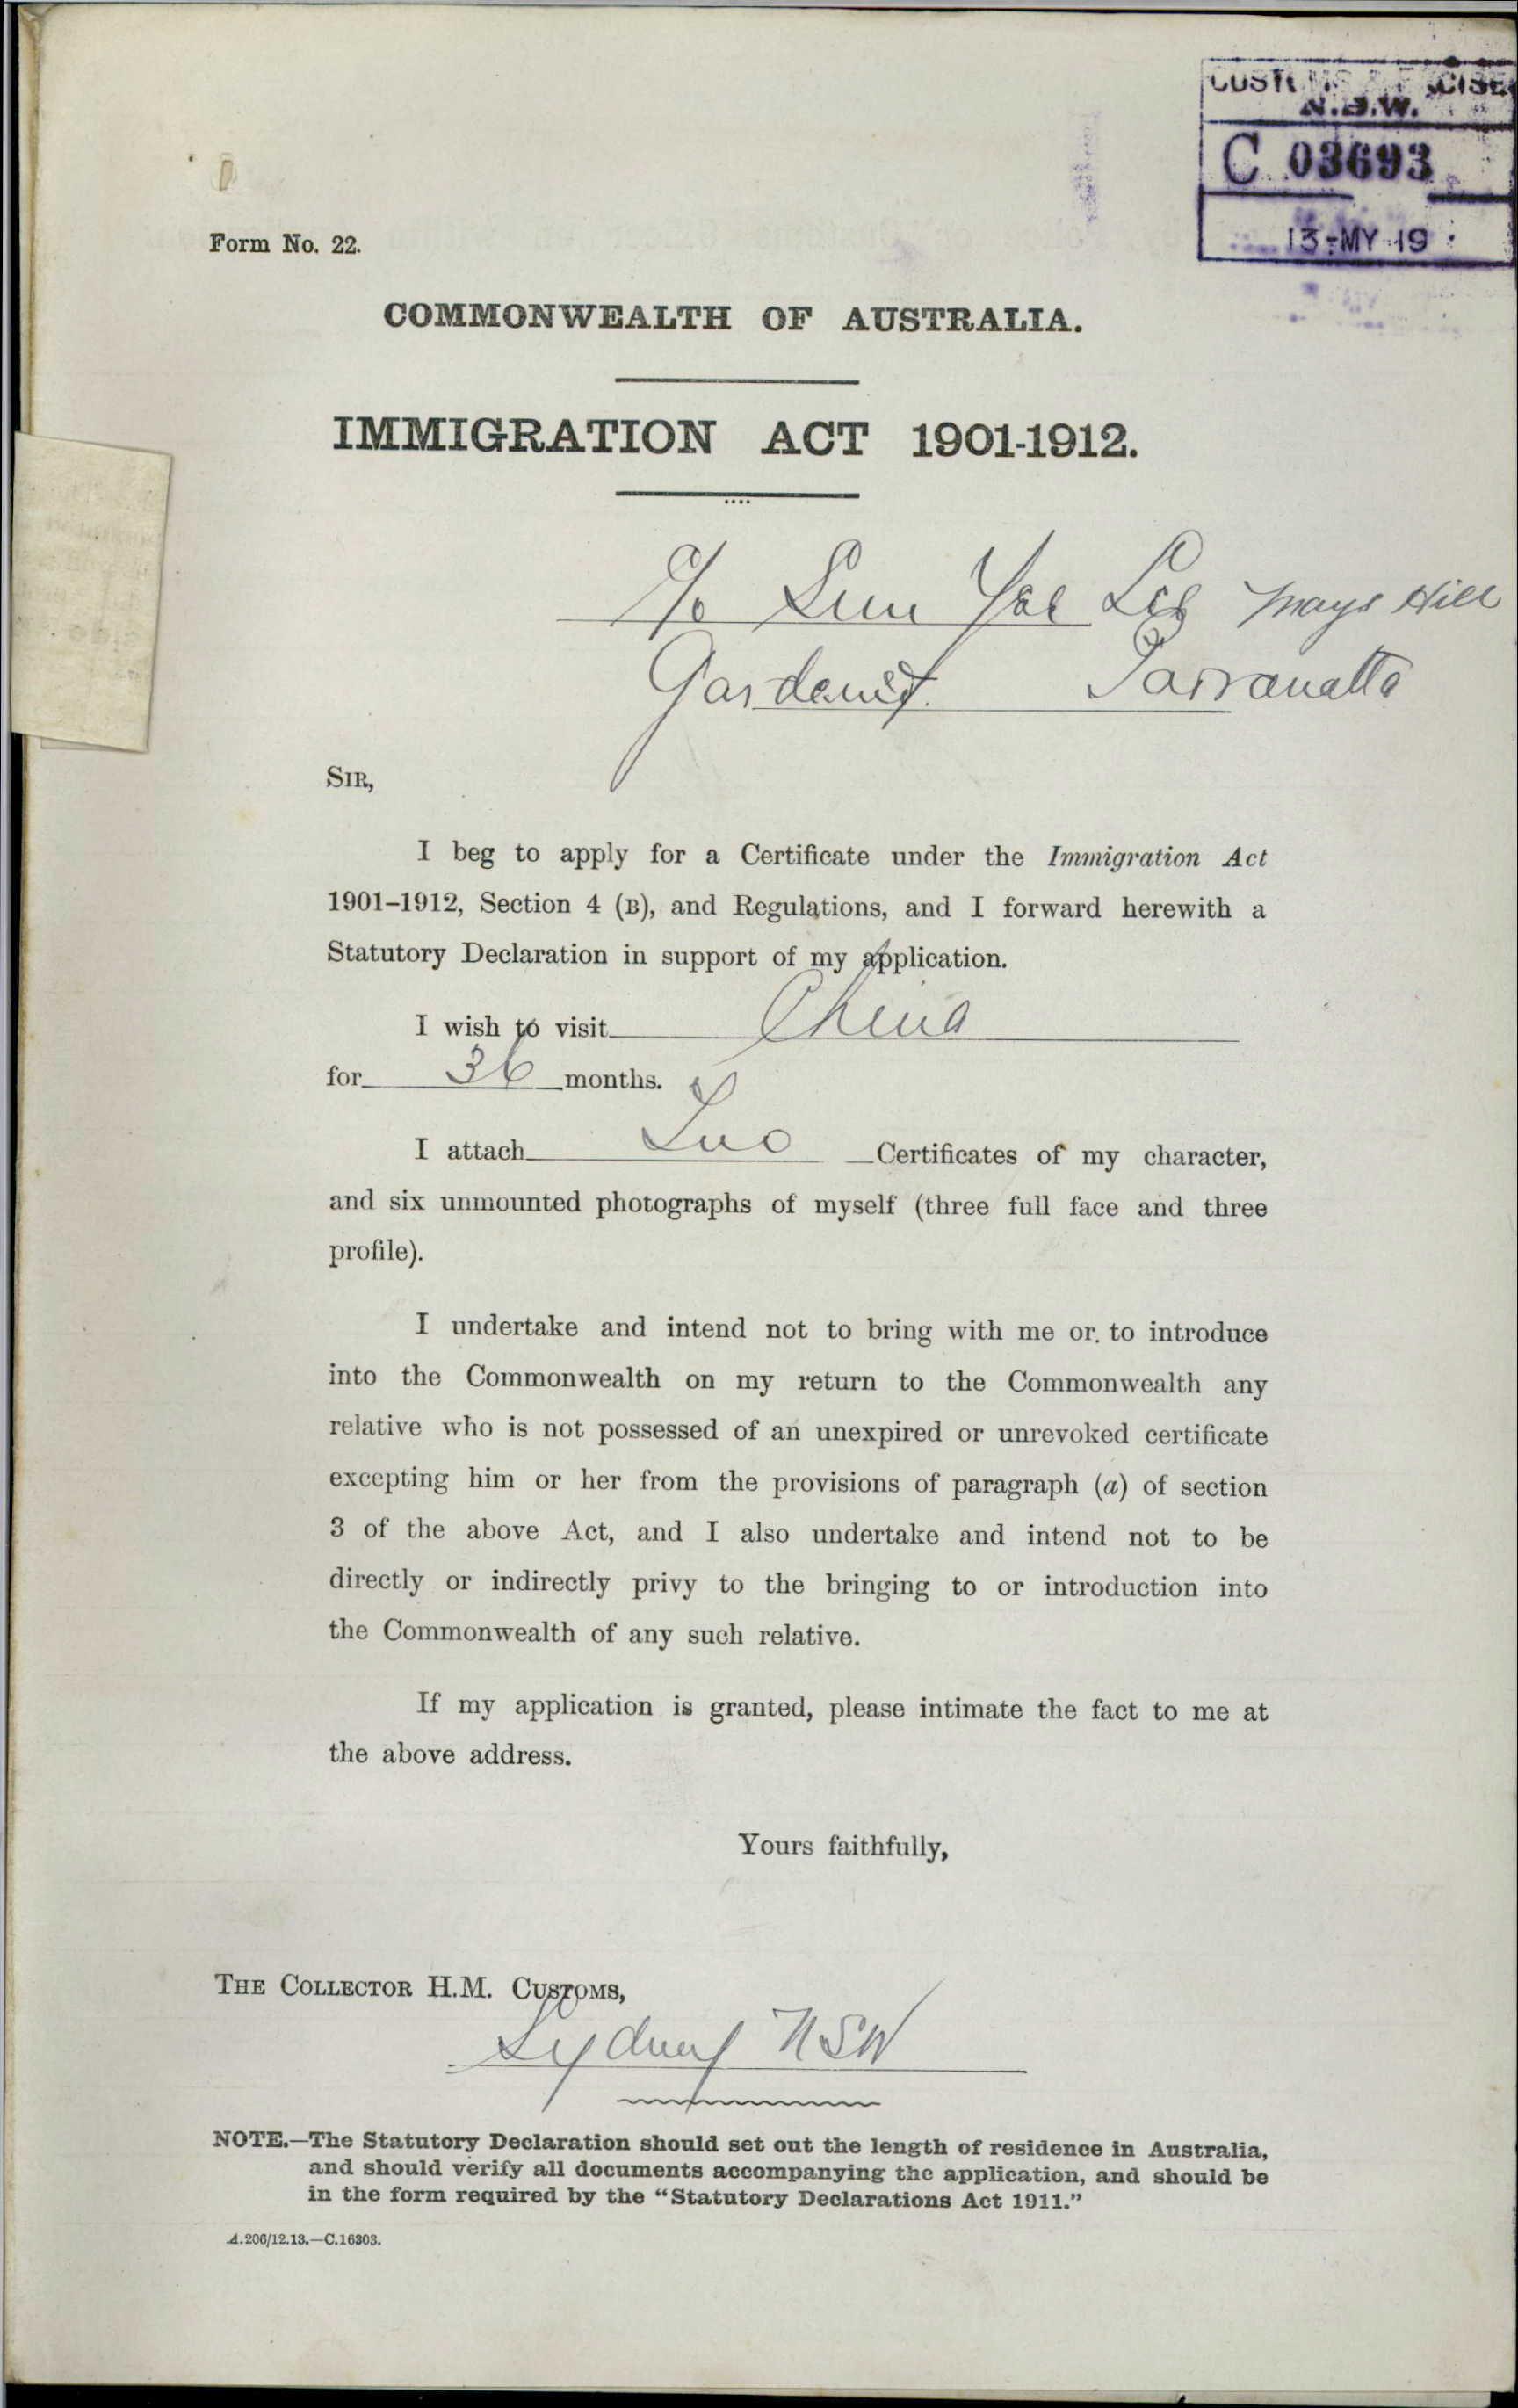 N.S.W.
C 03693
13-MY 19
Form No. 22.
COMMONWEALTH OF AUSTRALIA.
IMMIGRATION ACT 1901-1912.
C/o Sun Yee Lee Mays Hill
Parramatta
SIR,
I beg to apply for a Certificate under the Immigration Act
1901–1912, Section 4 (B), and Regulations, and I forward herewith a
Statutory Declaration in support of my application.
I wish to visit China
for 36 months.
I attach Two Certificates of my character,
and six unmounted photographs of myself (three full face and three
profile).
I undertake and intend not to bring with me or to introduce
into the Commonwealth on my return to the Commonwealth any
relative who is not possessed of an unexpired or unrevoked certificate
excepting him or her from the provisions of paragraph (a) of section
3 of the above Act, and I also undertake and intend not to be
directly or indirectly privy to the bringing to or introduction into
the Commonwealth of any such relative.
If my application is granted, please intimate the fact to me at
the above address.
Yours faithfully,
THE COLLECTOR H.M. CUSTOMS,
Sydney NSW
NOTE.—The Statutory Declaration should set out the length of residence in Australia,
and should verify all documents accompanying the application, and should be
in the form required by the “Statutory Declarations Act 1911.”
A.206/12.13.—C.16303.